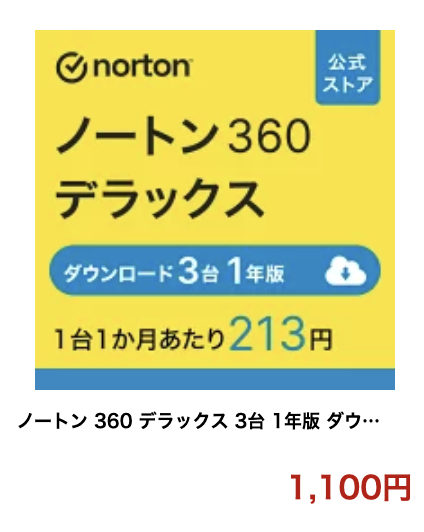 norton
公式
ストア
ノートン 360
デラックス
ダウンロード 3台 1年版
1台1か月あたり213円
ノートン 360 デラックス 3台 1年版 ダウ…
1,100円